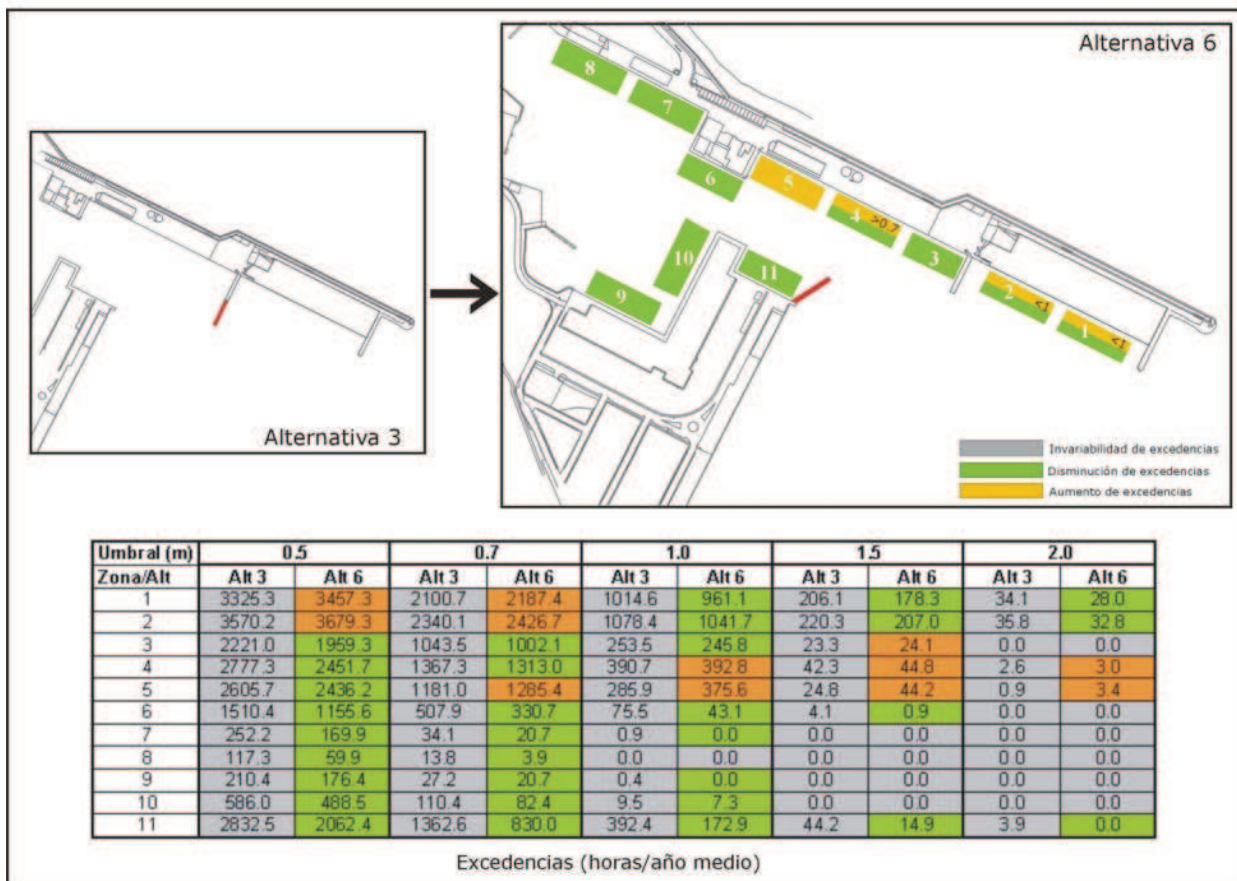 Alternativa 6
8
7
6
5
4
>0.7
3
2
<1
1
<1
10
11
9
Alternativa 3
Invariabilidad de excedencias
Disminución de excedencias
Aumento de excedencias
Umbral (m) 0.5 0.7 1.0 1.5 2.0
Zona/Alt Alt 3 Alt 6 Alt 3 Alt 6 Alt 3 Alt 6 Alt 3 Alt 6 Alt 3 Alt 6
1 3325.3 3457.3 2100.7 2187.4 1014.6 961.1 206.1 178.3 34.1 28.0
2 3570.2 3679.3 2340.1 2426.7 1078.4 1041.7 220.3 207.0 35.8 32.8
3 2221.0 1959.3 1043.5 1002.1 253.5 245.8 23.3 24.1 0.0 0.0
4 2777.3 2451.7 1367.3 1313.0 390.7 392.8 42.3 44.8 2.6 3.0
5 2605.7 2436.2 1181.0 1285.4 285.9 375.6 24.8 44.2 0.9 3.4
6 1510.4 1155.6 507.9 330.7 75.5 43.1 4.1 0.9 0.0 0.0
7 252.2 169.9 34.1 20.7 0.9 0.0 0.0 0.0 0.0 0.0
8 117.3 59.9 13.8 3.9 0.0 0.0 0.0 0.0 0.0 0.0
9 210.4 176.4 27.2 20.7 0.4 0.0 0.0 0.0 0.0 0.0
10 586.0 488.5 110.4 82.4 9.5 7.3 0.0 0.0 0.0 0.0
11 2832.5 2062.4 1362.6 830.0 392.4 172.9 44.2 14.9 3.9 0.0
Excedencias (horas/año medio)